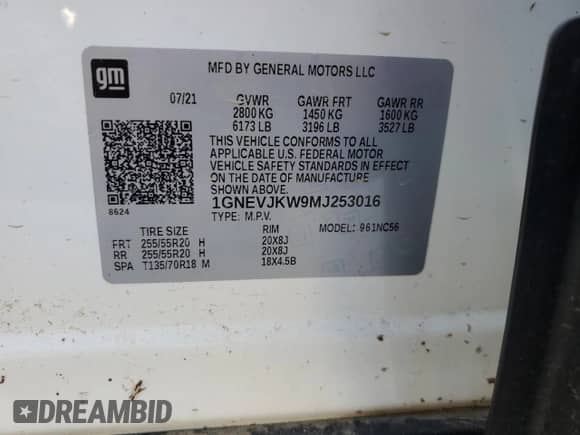 gm
MFD BY GENERAL MOTORS LLC
07/21 GVWR GAWR FRT GAWR RR
2800 KG 1450 KG 1600 KG
6173 LB 3196 LB 3527 LB
THIS VEHICLE CONFORMS TO ALL
APPLICABLE U.S. FEDERAL MOTOR
VEHICLE SAFETY STANDARDS IN EFFECT
ON THE DATE OF MANUFACTURE
SHOWN ABOVE.
8624 1GNEVJKW9MJ253016
TYPE: M.P.V. MODEL: 961NC56
TIRE SIZE RIM
FRT 255/55R20 H 20X8J
RR 255/55R20 H 20X8J
SPA T135/70R18 M 18X4.5B
DREAMBID